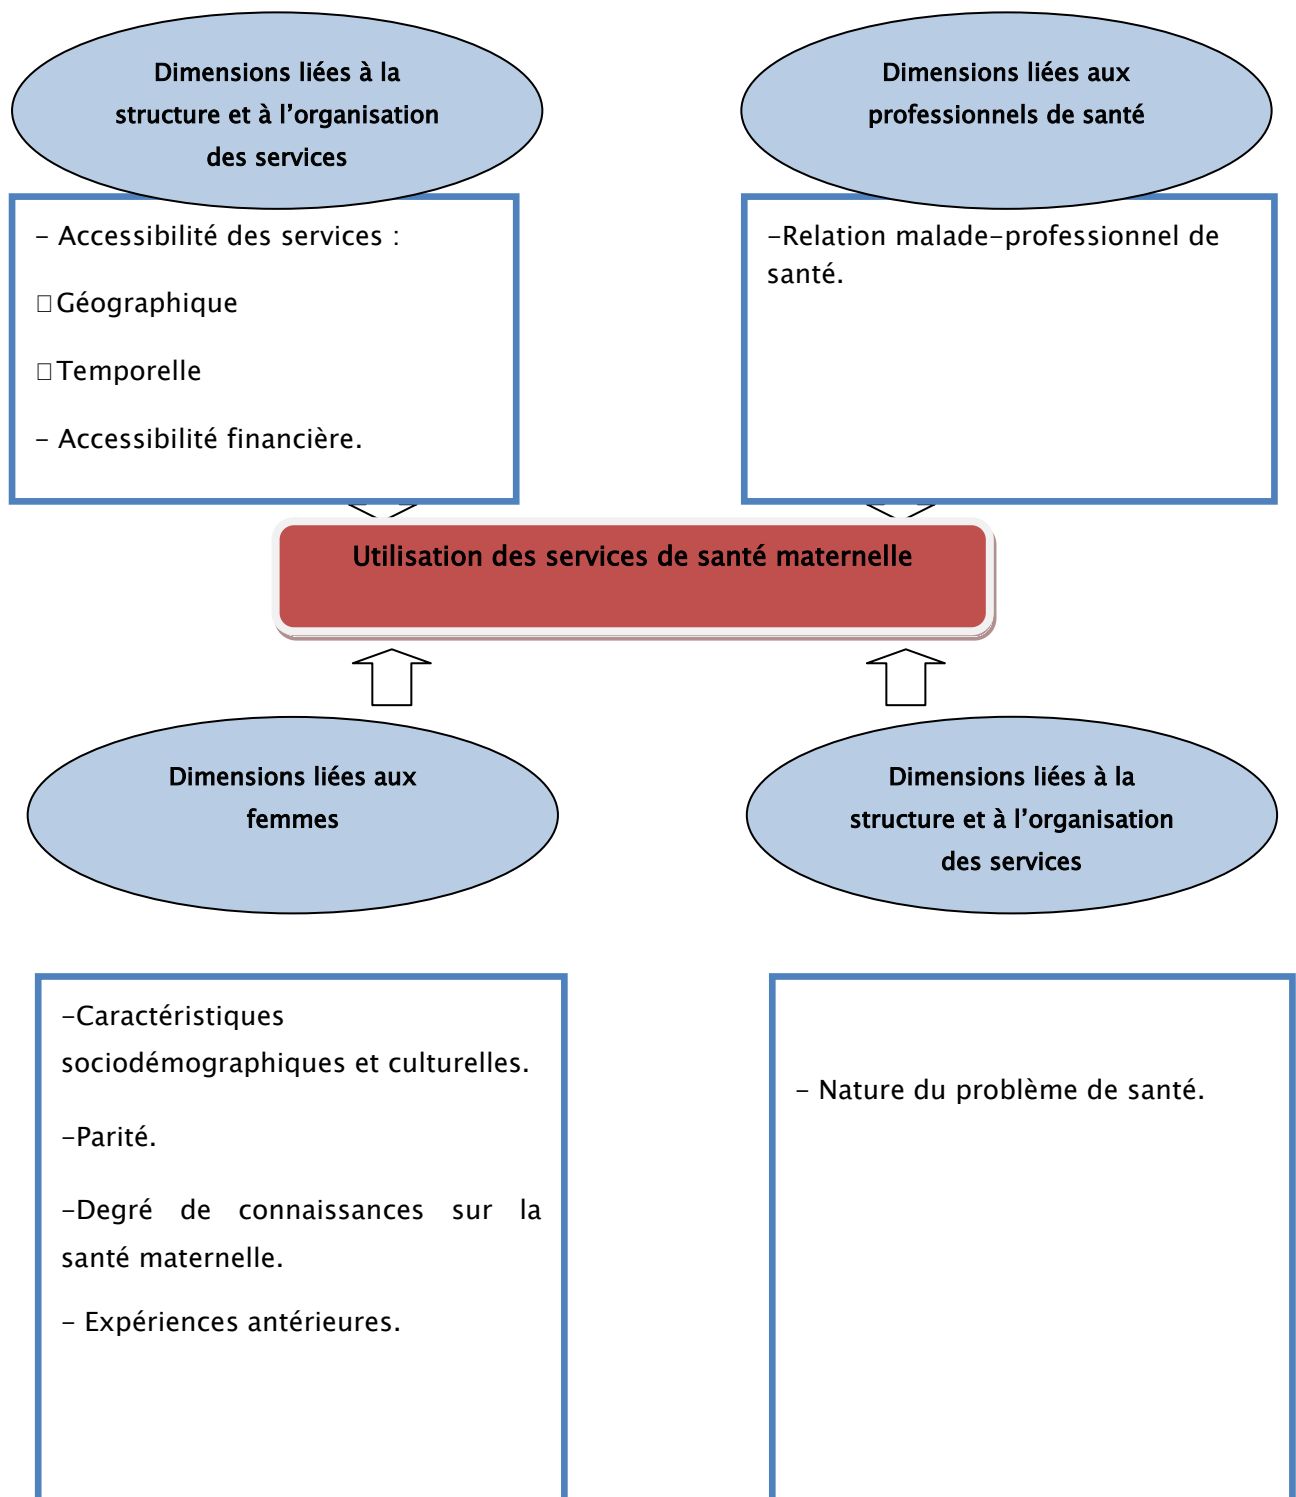 Dimensions liées à la
structure et à l’organisation
des services
– Accessibilité des services :
□Géographique
□Temporelle
– Accessibilité financière.
Dimensions liées aux
professionnels de santé
–Relation malade–professionnel de
santé.
Utilisation des services de santé maternelle
Dimensions liées aux
femmes
–Caractéristiques
sociodémographiques et culturelles.
–Parité.
–Degré de connaissances sur la
santé maternelle.
– Expériences antérieures.
Dimensions liées à la
structure et à l’organisation
des services
– Nature du problème de santé.